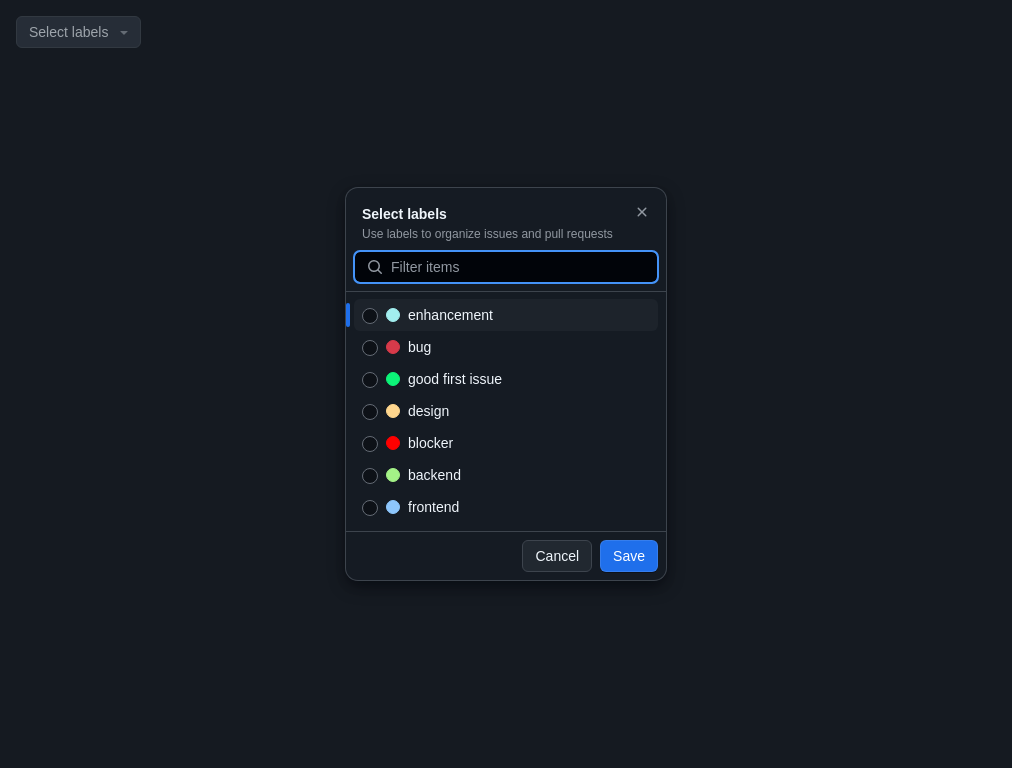 Select labels
Select labels
Use labels to organize issues and pull requests
Filter items
enhancement
bug
good first issue
design
blocker
backend
frontend
Cancel
Save